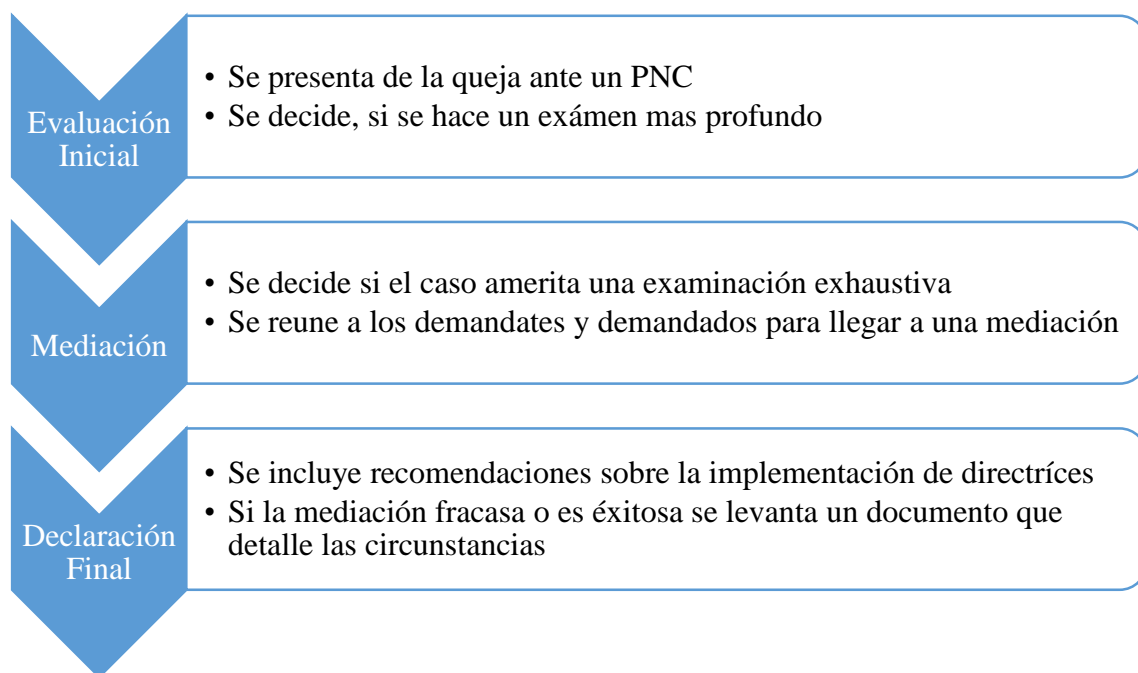 Evaluación
Inicial
• Se presenta de la queja ante un PNC
• Se decide, si se hace un exámen mas profundo
Mediación
• Se decide si el caso amerita una examinación exhaustiva
• Se reune a los demandates y demandados para llegar a una mediación
Declaración
Final
• Se incluye recomendaciones sobre la implementación de directríces
• Si la mediación fracasa o es éxitosa se levanta un documento que
detalle las circunstancias